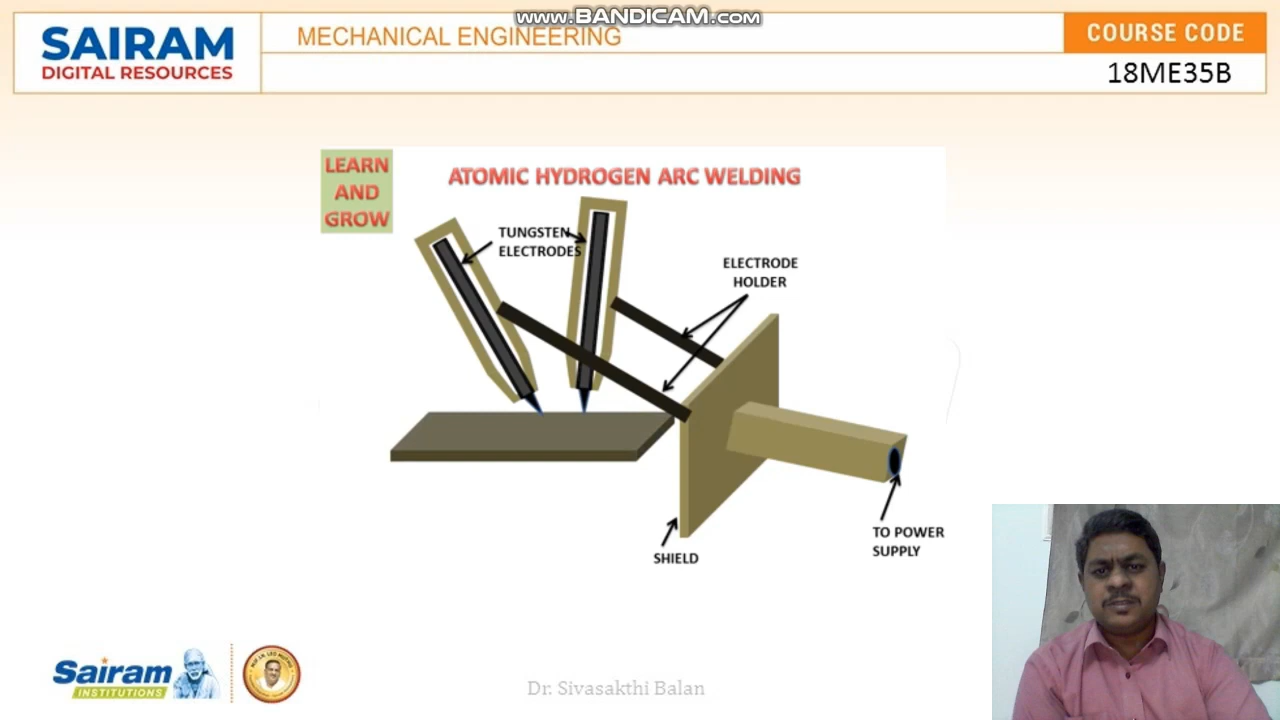 www.BANDICAM.com
SAIRAM
DIGITAL RESOURCES
MECHANICAL ENGINEERING
COURSE CODE
18ME35B
LEARN
AND
GROW
ATOMIC HYDROGEN ARC WELDING
TUNGSTEN
ELECTRODES
ELECTRODE
HOLDER
TO POWER
SUPPLY
SHIELD
Sairam
INSTITUTIONS
Dr. Sivasakthi Balan